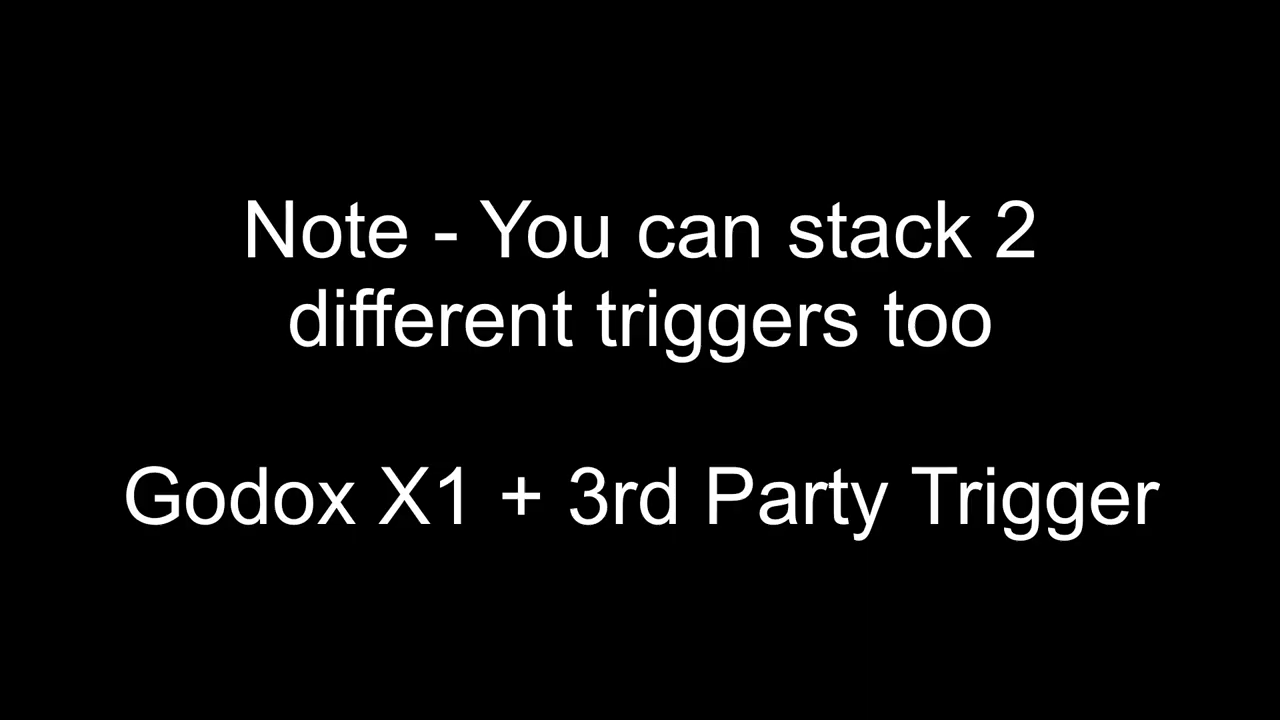 Note - You can stack 2
different triggers too
Godox X1 + 3rd Party Trigger